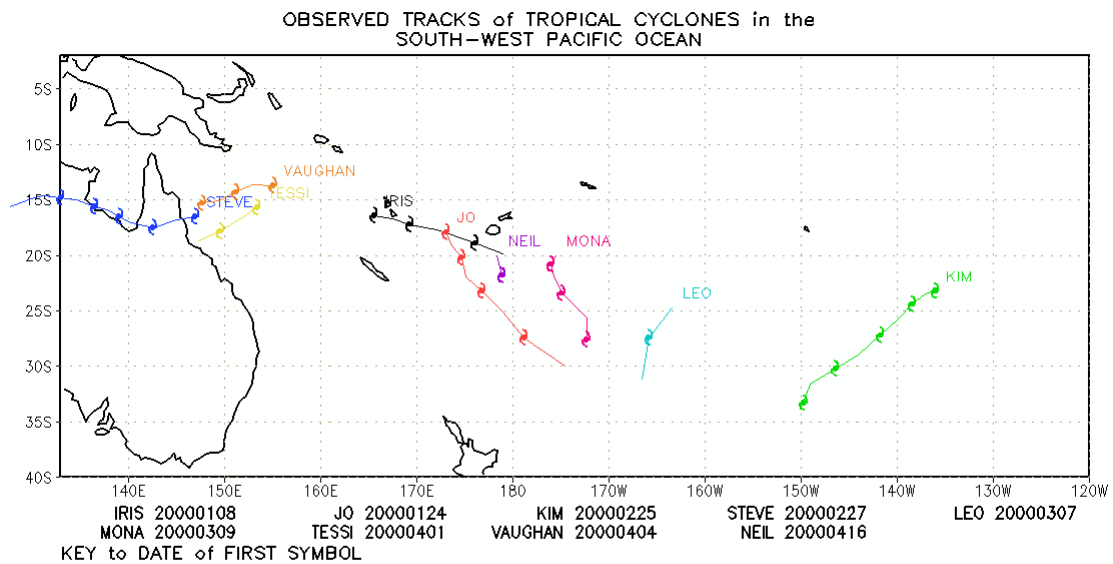 OBSERVED TRACKS of TROPICAL CYCLONES in the
SOUTH-WEST PACIFIC OCEAN
5S
10S
VAUGHAN
TESSI
15S
STEVE
IRIS
JO
20S
NEIL
MONA
KIM
25S
LEO
30S
35S
40S
140E 150E 160E 170E 180 170W 160W 150W 140W 130W 120W
IRIS 20000108 JO 20000124 KIM 20000225 STEVE 20000227 LEO 20000307
MONA 20000309 TESSI 20000401 VAUGHAN 20000404 NEIL 20000416
KEY to DATE of FIRST SYMBOL